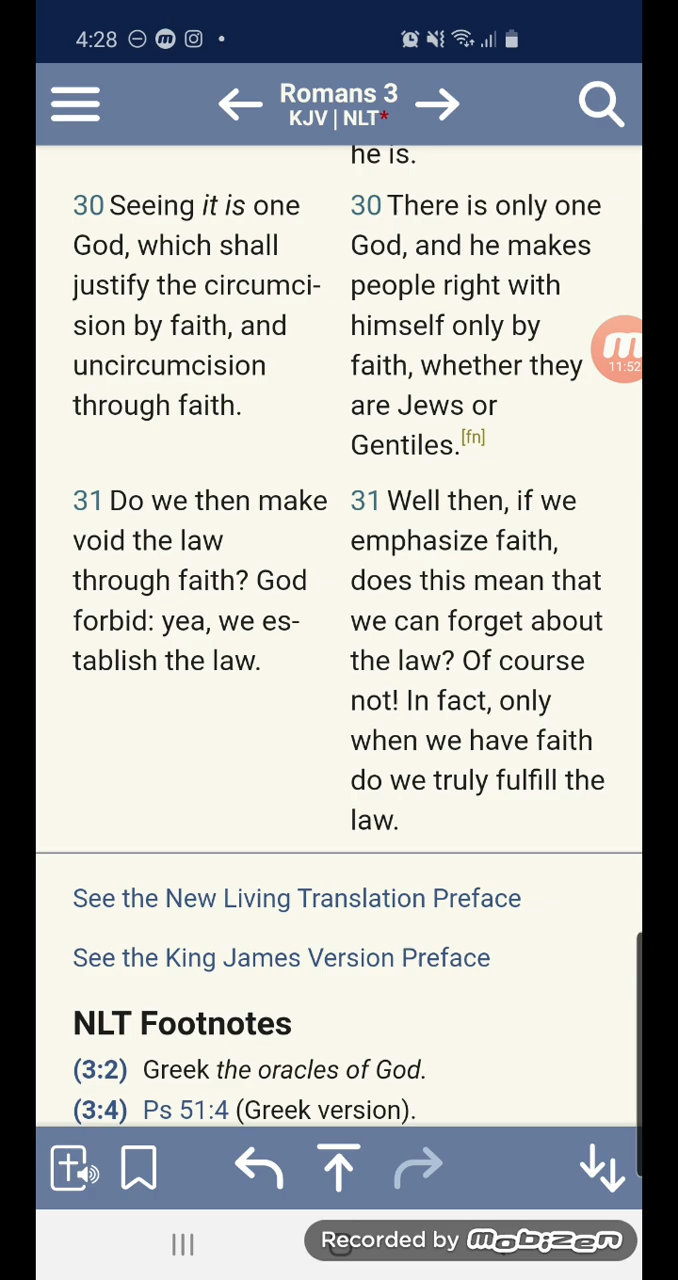 4:28
Romans 3
KJV | NLT*
he is.
30 Seeing it is one
God, which shall
justify the circumci-
sion by faith, and
uncircumcision
through faith.
30 There is only one
God, and he makes
people right with
himself only by
faith, whether they
are Jews or
Gentiles.[fn]
m
11:52
31 Do we then make
void the law
through faith? God
forbid: yea, we es-
tablish the law.
31 Well then, if we
emphasize faith,
does this mean that
we can forget about
the law? Of course
not! In fact, only
when we have faith
do we truly fulfill the
law.
See the New Living Translation Preface
See the King James Version Preface
NLT Footnotes
(3:2) Greek the oracles of God.
(3:4) Ps 51:4 (Greek version).
Recorded by mobizen